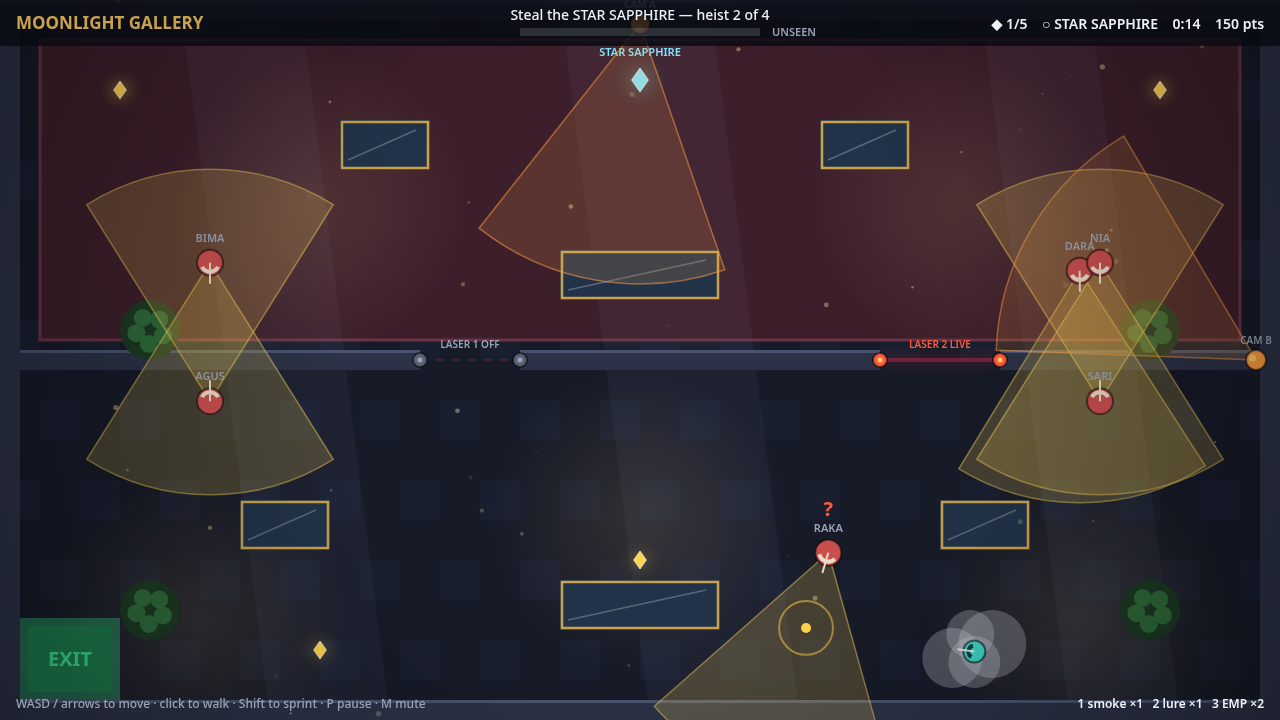 MOONLIGHT GALLERY
Steal the STAR SAPPHIRE — heist 2 of 4
UNSEEN
◆ 1/5 ○ STAR SAPPHIRE 0:14 150 pts
STAR SAPPHIRE
BIMA
NIA
DARA
LASER 1 OFF
LASER 2 LIVE
CAM B
AGUS
SARI
?
RAKA
EXIT
WASD / arrows to move · click to walk · Shift to sprint · P pause · M mute
1 smoke ×1 2 lure ×1 3 EMP ×2